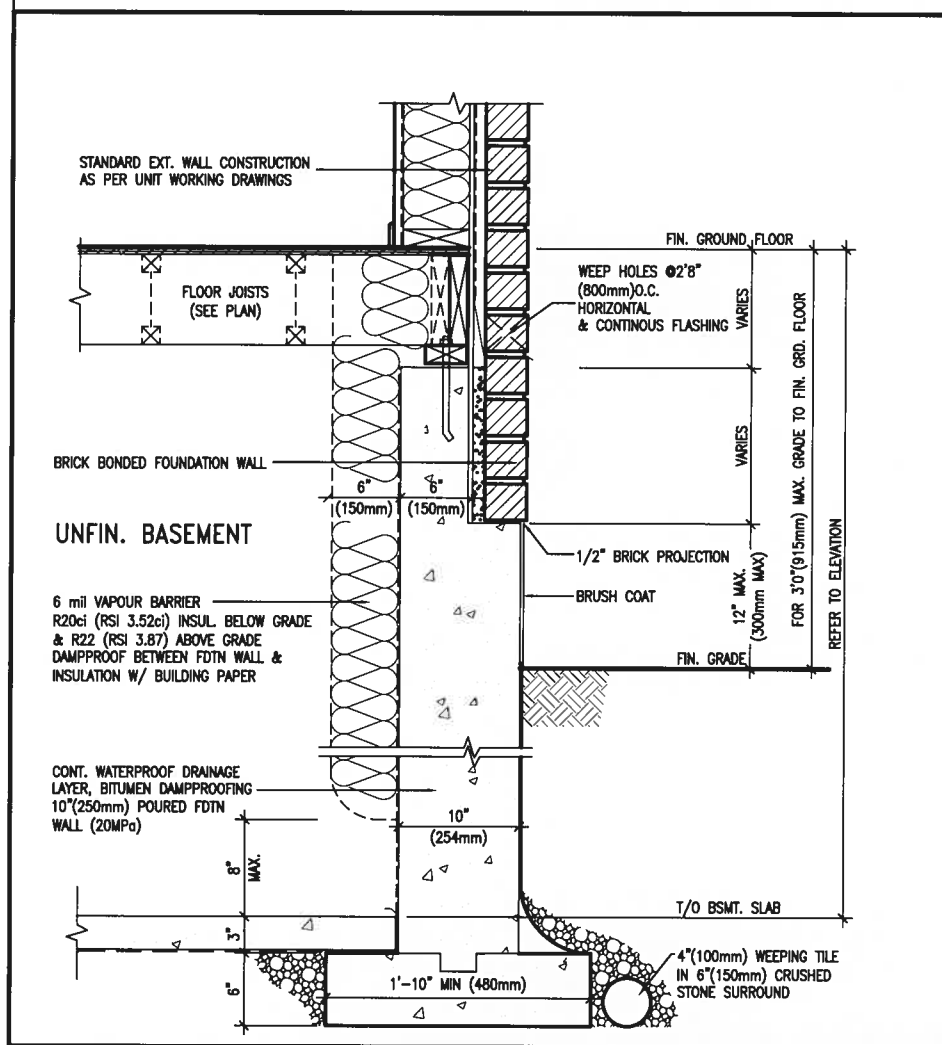 STANDARD EXT. WALL CONSTRUCTION
AS PER UNIT WORKING DRAWINGS
FIN. GROUND FLOOR
WEEP HOLES @2'8"
(800mm)O.C.
HORIZONTAL
& CONTINOUS FLASHING
FLOOR JOISTS
(SEE PLAN)
VARIES
VARIES
FOR 3'0"(915mm) MAX. GRADE TO FIN. GRD. FLOOR
REFER TO ELEVATION
BRICK BONDED FOUNDATION WALL
6"
(150mm)
6"
(150mm)
UNFIN. BASEMENT
1/2" BRICK PROJECTION
BRUSH COAT
12" MAX.
(300mm MAX)
6 mil VAPOUR BARRIER
R20ci (RSI 3.52ci) INSUL. BELOW GRADE
& R22 (RSI 3.87) ABOVE GRADE
DAMPPROOF BETWEEN FDTN WALL &
INSULATION W/ BUILDING PAPER
FIN. GRADE
CONT. WATERPROOF DRAINAGE
LAYER, BITUMEN DAMPPROOFING
10"(250mm) POURED FDTN
WALL (20MPa)
10"
(254mm)
8"
MAX.
T/O BSMT. SLAB
3"
6"
1'-10" MIN (480mm)
4"(100mm) WEEPING TILE
IN 6"(150mm) CRUSHED
STONE SURROUND